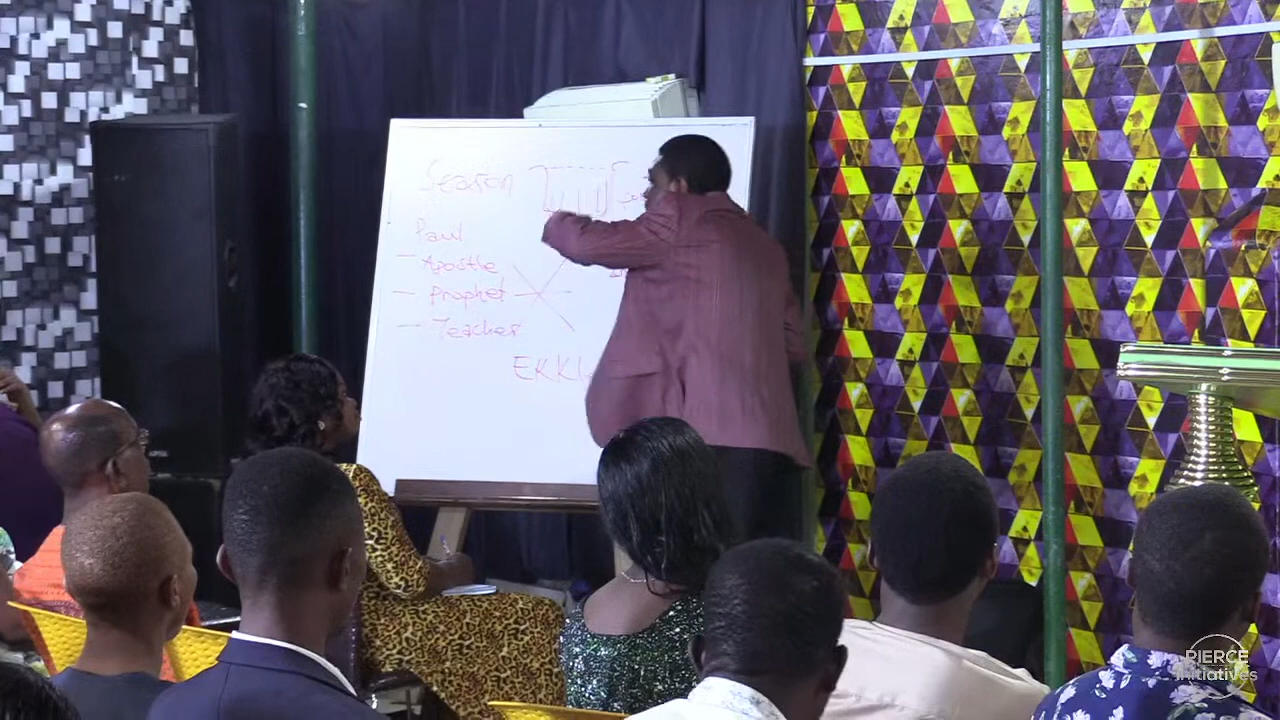 Season
Paul
- Apostle
- Prophet
- Teacher
EKKL
PIERCE
Initiatives